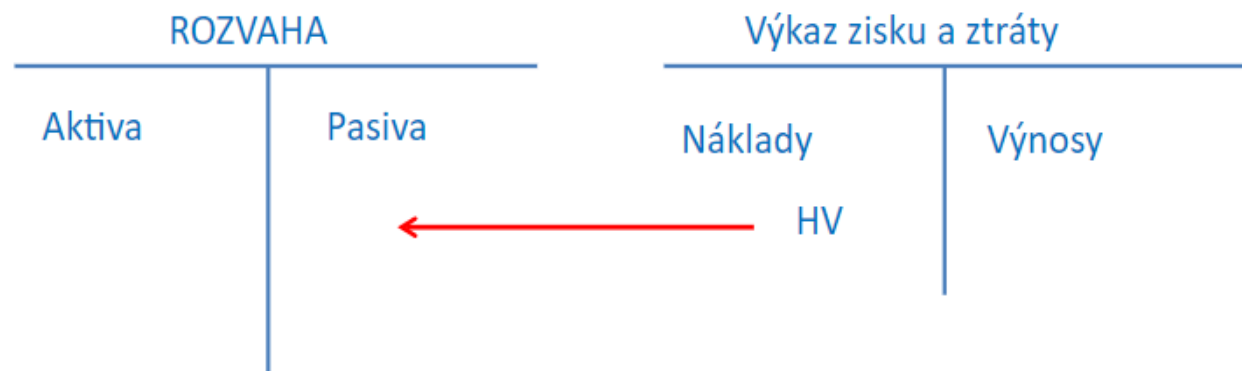 ROZVAHA
Výkaz zisku a ztráty
Aktiva
Pasiva
Náklady
Výnosy
HV